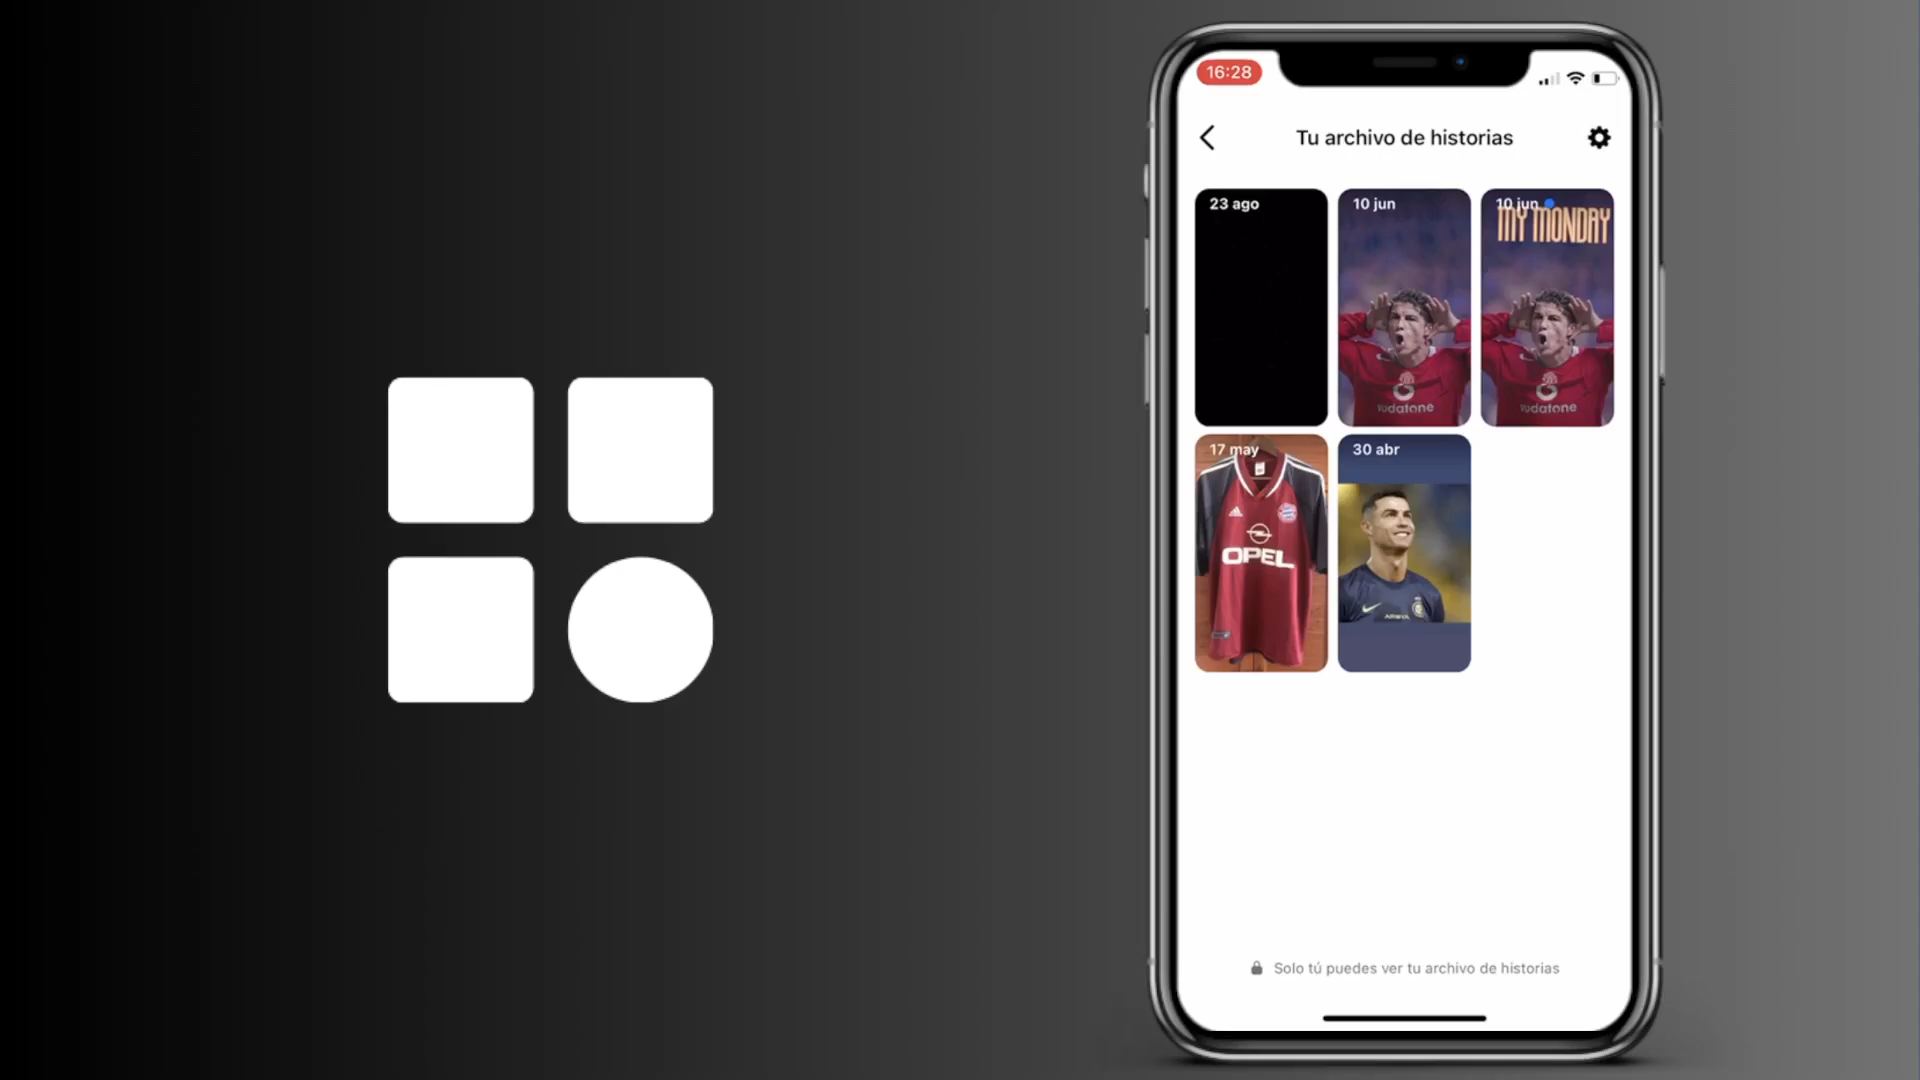 16:28
Tu archivo de historias
23 ago
10 jun
10 jun
MY MONDAY
vodafone
vodafone
17 may
30 abr
OPEL
Solo tú puedes ver tu archivo de historias